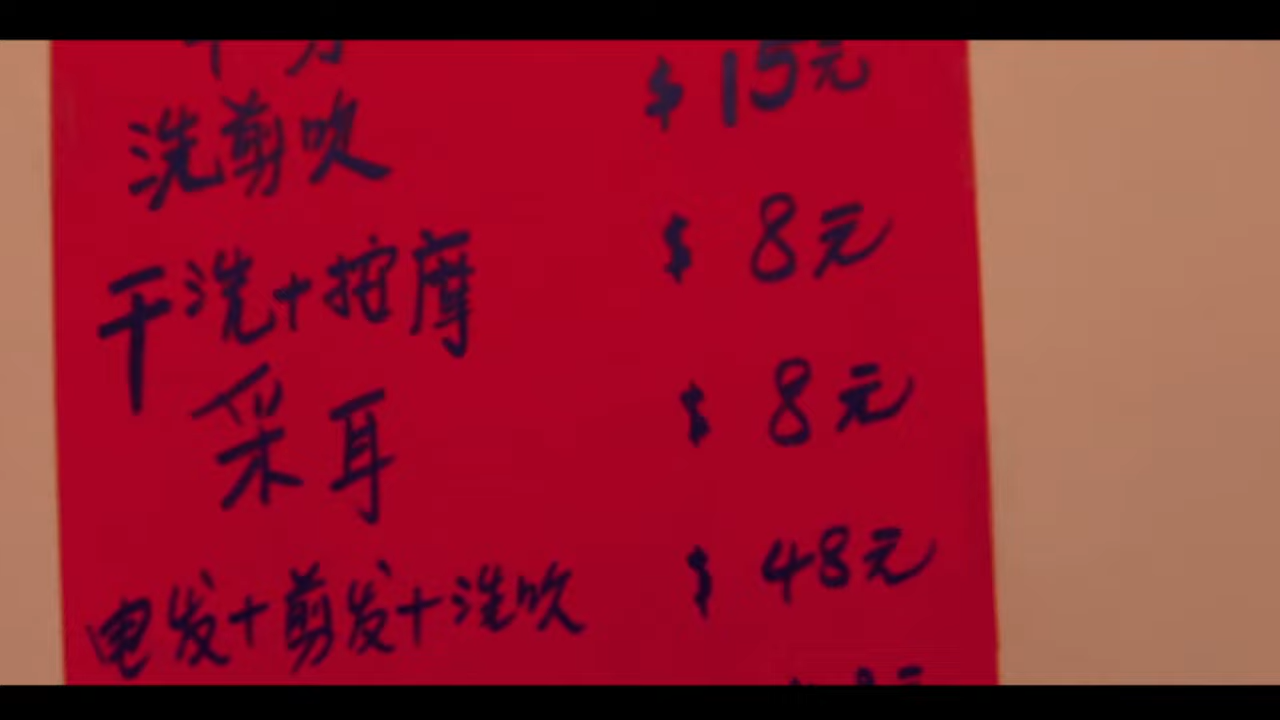 洗剪吹 $15元
干洗+按摩 $8元
采耳 $8元
电发+剪发+洗吹 $48元